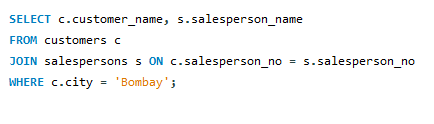 SELECT c.customer_name, s.salesperson_name
FROM customers c
JOIN salespersons s ON c.salesperson_no = s.salesperson_no
WHERE c.city = 'Bombay';